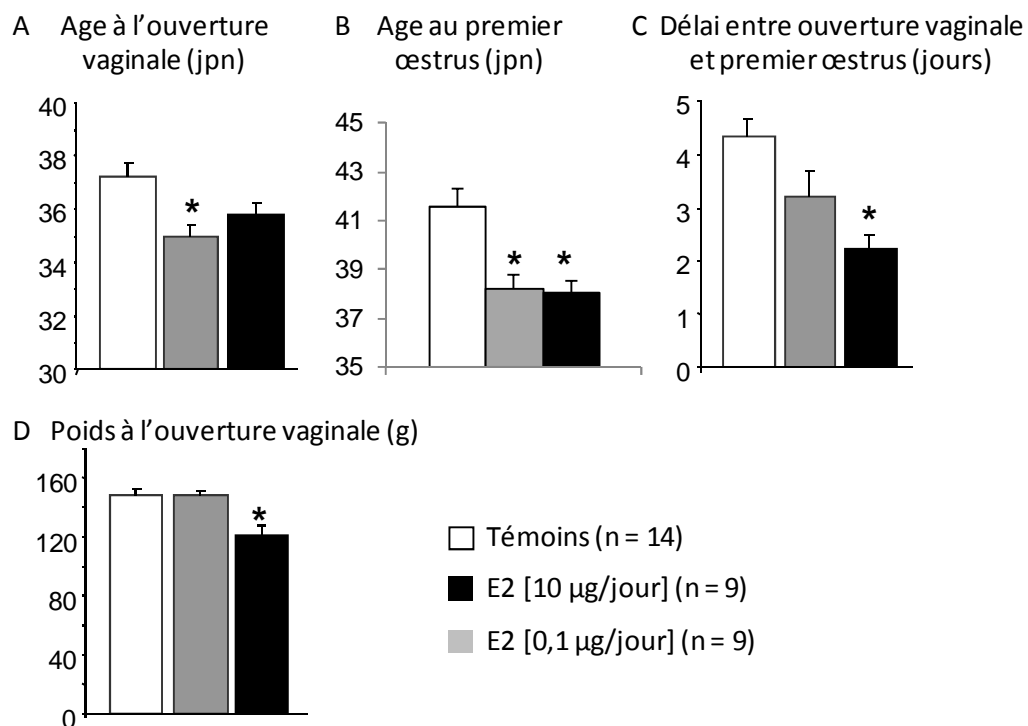 A Age à l'ouverture
vaginale (jpn)
40
38
36
34
32
30
*
B Age au premier
œstrus (jpn)
45
43
41
39
37
35
*
*
C Délai entre ouverture vaginale
et premier œstrus (jours)
5
4
3
2
1
0
*
D Poids à l'ouverture vaginale (g)
160
120
80
40
0
*
Témoins (n = 14)
E2 [10 µg/jour] (n = 9)
E2 [0,1 µg/jour] (n = 9)